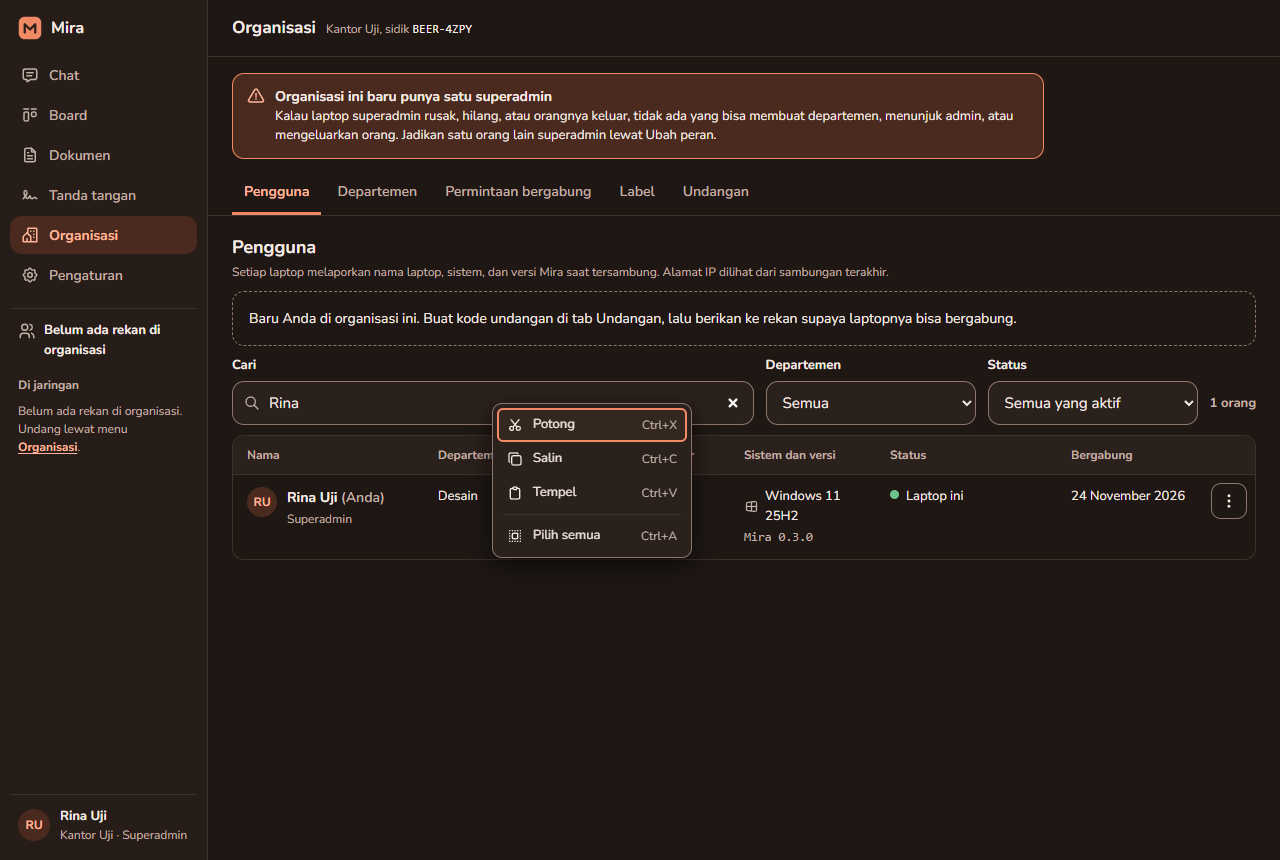 Mira
Chat
Board
Dokumen
Tanda tangan
Organisasi
Pengaturan
Belum ada rekan di
organisasi
Di jaringan
Belum ada rekan di organisasi.
Undang lewat menu
Organisasi.
RU
Rina Uji
Kantor Uji · Superadmin
Organisasi Kantor Uji, sidik BEER-4ZPY
Organisasi ini baru punya satu superadmin
Kalau laptop superadmin rusak, hilang, atau orangnya keluar, tidak ada yang bisa membuat departemen, menunjuk admin, atau
mengeluarkan orang. Jadikan satu orang lain superadmin lewat Ubah peran.
Pengguna Departemen Permintaan bergabung Label Undangan
Pengguna
Setiap laptop melaporkan nama laptop, sistem, dan versi Mira saat tersambung. Alamat IP dilihat dari sambungan terakhir.
Baru Anda di organisasi ini. Buat kode undangan di tab Undangan, lalu berikan ke rekan supaya laptopnya bisa bergabung.
Cari Departemen Status
Rina Semua Semua yang aktif 1 orang
Potong Ctrl+X
Salin Ctrl+C
Tempel Ctrl+V
Pilih semua Ctrl+A
Nama Sistem dan versi Status Bergabung
RU Rina Uji (Anda) Desain Windows 11 Laptop ini 24 November 2026
Superadmin 25H2
Mira 0.3.0